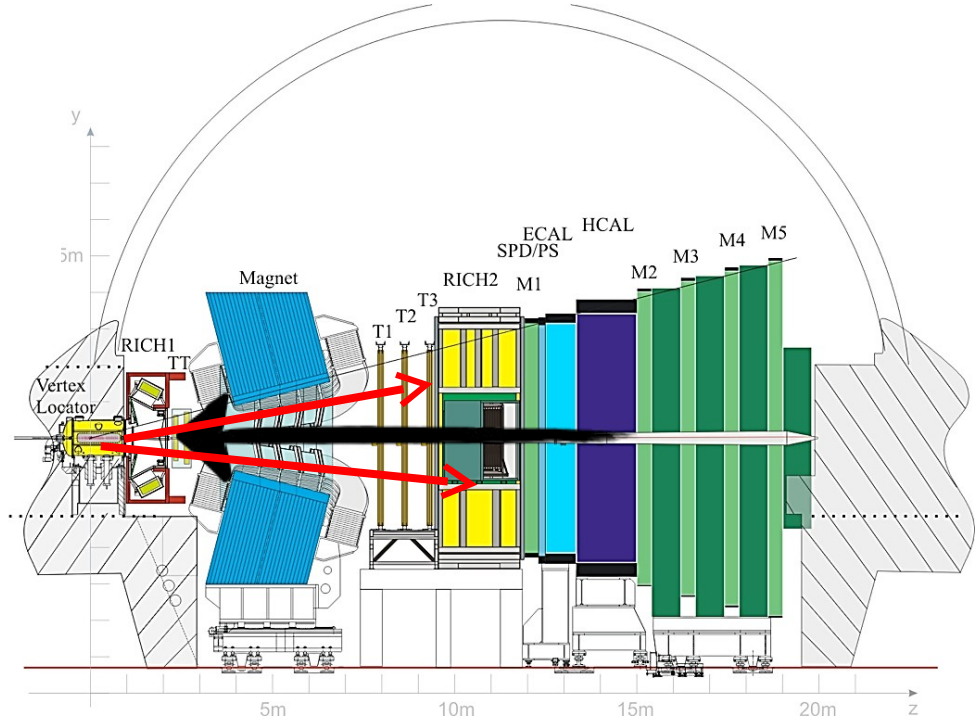 y
5m
ECAL
HCAL
SPD/PS
M5
M4
M3
M2
Magnet
RICH2
M1
T3
T2
T1
RICH1
TT
Vertex
Locator
5m
10m
15m
20m
z